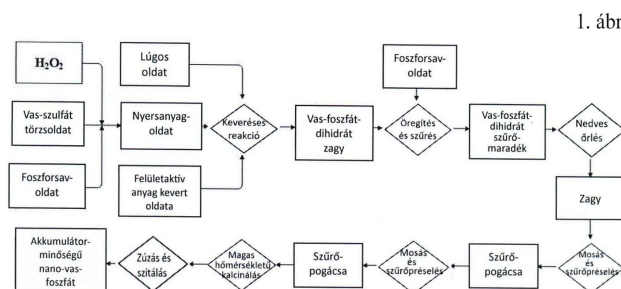 1. ábr
H₂O₂
Lúgos
oldat
Foszforsav-
oldat
Vas-szulfát
törzsoldat
Nyersanyag-
oldat
Keveréses
reakció
Vas-foszfát-
dihidrát
zagy
Öregítés
és szűrés
Vas-foszfát-
dihidrát
szűrő-
maradék
Nedves
őrlés
Foszforsav-
oldat
Felületaktív
anyag kevert
oldata
Zagy
Akkumulátor-
minőségű
nano-vas-
foszfát
Zúzás és
szitálás
Magas
hőmérsékletű
kalcinálás
Szűrő-
pogácsa
Mosás
és
szűrőpréselés
Szűrő-
pogácsa
Mosás
és
szűrőpréselés